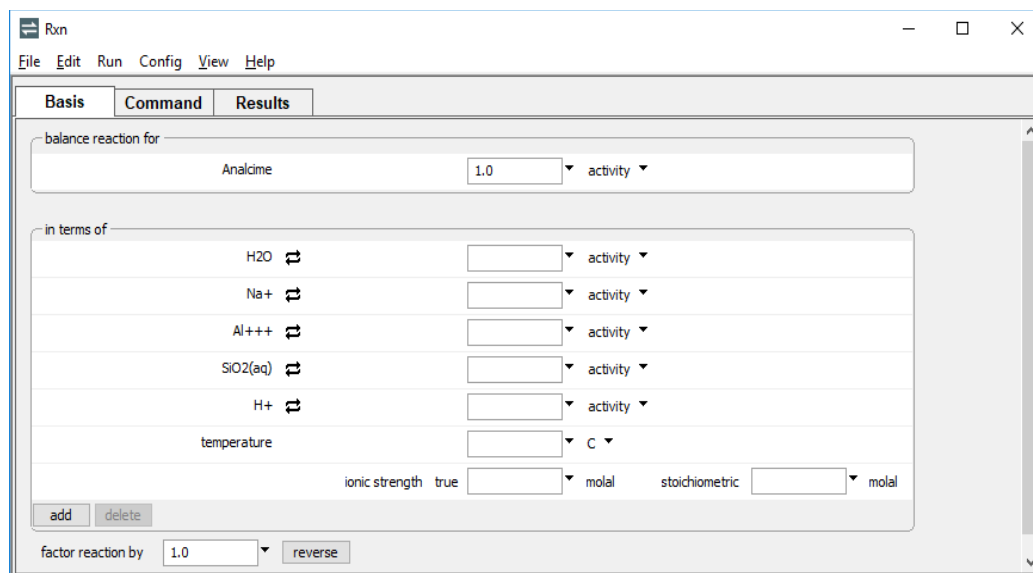 Rxn
File Edit Run Config View Help
Basis Command Results
balance reaction for
Analcime 1.0 activity
in terms of
H2O activity
Na+ activity
Al+++ activity
SiO2(aq) activity
H+ activity
temperature C
ionic strength true molal stoichiometric molal
add delete
factor reaction by 1.0 reverse